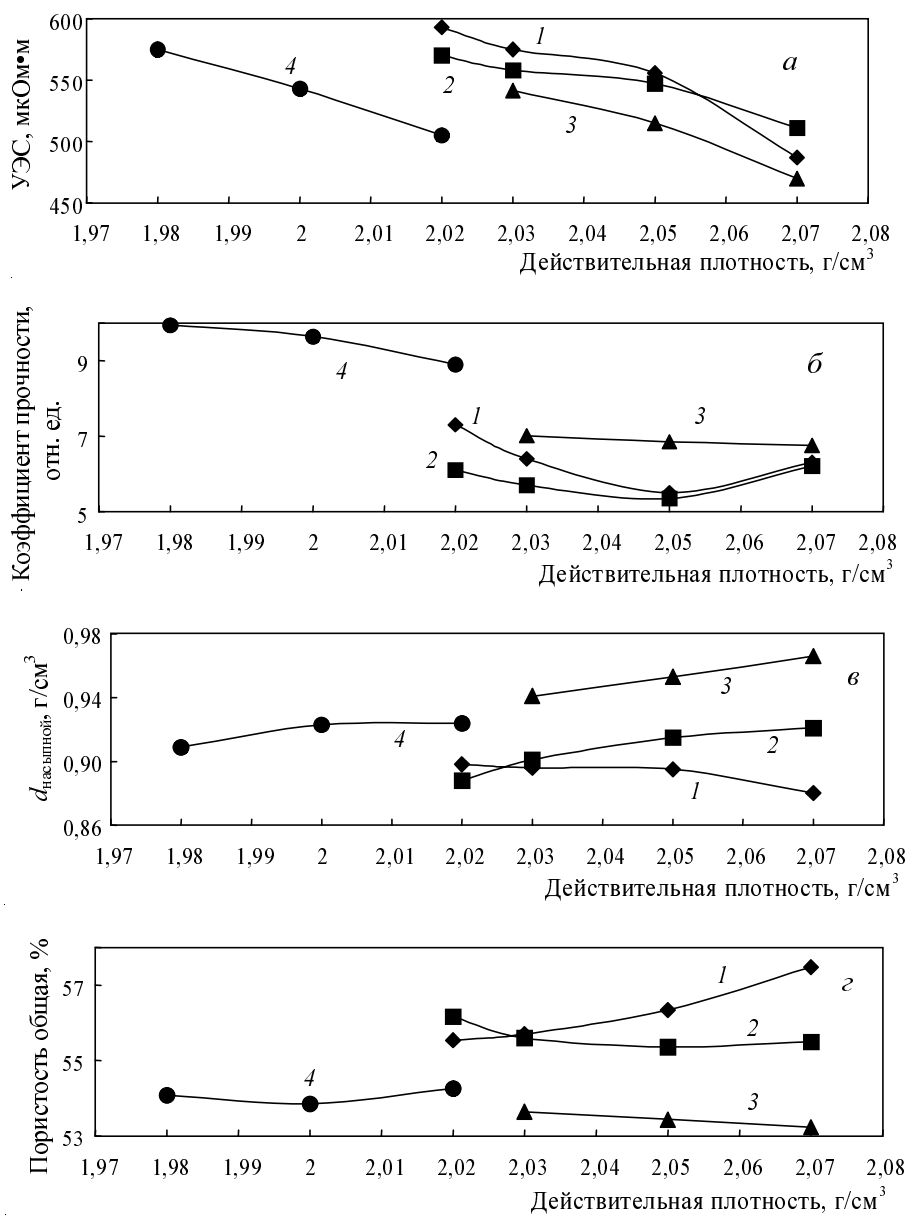 УЭС, мкОм•м
600
550
500
450
1
2
3
4
а
1,97 1,98 1,99 2 2,01 2,02 2,03 2,04 2,05 2,06 2,07 2,08
Действительная плотность, г/см³
Коэффициент прочности,
отн. ед.
9
7
5
4
1
2
3
б
1,97 1,98 1,99 2 2,01 2,02 2,03 2,04 2,05 2,06 2,07 2,08
Действительная плотность, г/см³
dнасыпной, г/см³
0,98
0,94
0,90
0,86
4
3
2
1
в
1,97 1,98 1,99 2 2,01 2,02 2,03 2,04 2,05 2,06 2,07 2,08
Действительная плотность, г/см³
Пористость общая, %
57
55
53
4
1
2
3
г
1,97 1,98 1,99 2 2,01 2,02 2,03 2,04 2,05 2,06 2,07 2,08
Действительная плотность, г/см³